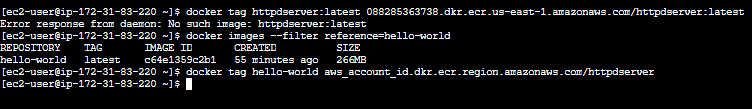 [ec2-user@ip-172-31-83-220 ~]$ docker tag httpdserver:latest 088285363738.dkr.ecr.us-east-1.amazonaws.com/httpdserver:latest
Error response from daemon: No such image: httpdserver:latest
[ec2-user@ip-172-31-83-220 ~]$ docker images --filter reference=hello-world
REPOSITORY TAG IMAGE ID CREATED SIZE
hello-world latest c64e1359c2b1 55 minutes ago 266MB
[ec2-user@ip-172-31-83-220 ~]$ docker tag hello-world aws_account_id.dkr.ecr.region.amazonaws.com/httpdserver
[ec2-user@ip-172-31-83-220 ~]$